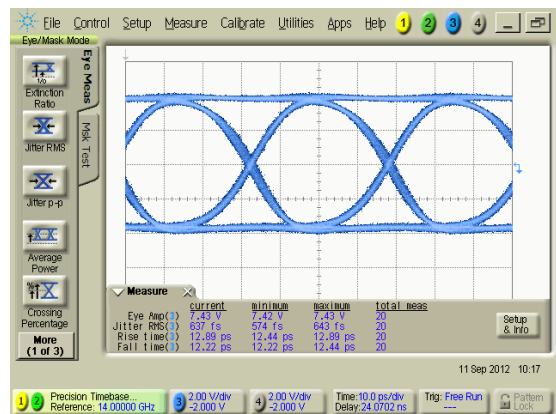 File Control Setup Measure Calibrate Utilities Apps Help 1 2 3 4
Eye/Mask Mode
Extinction
Ratio
Jitter RMS
Jitter p-p
Average
Power
Crossing
Percentage
More
(1 of 3)
Eye Meas
Msk Test
Measure
current minimum maximum total meas
Eye Amp(3) 7.43 V 7.42 V 7.43 V 20
Jitter RMS(3) 637 fs 574 fs 643 fs 20
Rise time(3) 12.89 ps 12.44 ps 12.89 ps 20
Fall time(3) 12.22 ps 12.22 ps 12.44 ps 20
Setup
& Info
11 Sep 2012 10:17
1 2 Precision Timebase...
Reference: 14.00000 GHz
3 2.00 V/div
-2.000 V
4 2.00 V/div
-2.000 V
Time:10.0 ps/div
Delay:24.0702 ns
Trig: Free Run
---
Pattern
Lock